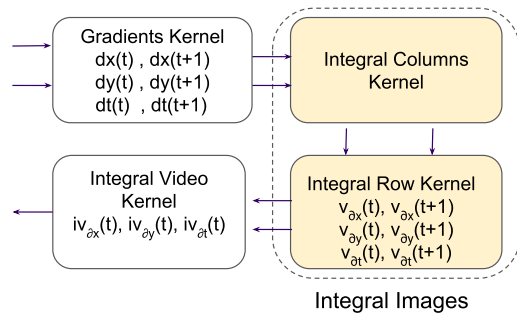 Gradients Kernel
dx(t) , dx(t+1)
dy(t) , dy(t+1)
dt(t) , dt(t+1)
Integral Columns
Kernel
Integral Video
Kernel
iv∂x(t), iv∂y(t), iv∂t(t)
Integral Row Kernel
v∂x(t), v∂x(t+1)
v∂y(t), v∂y(t+1)
v∂t(t), v∂t(t+1)
Integral Images